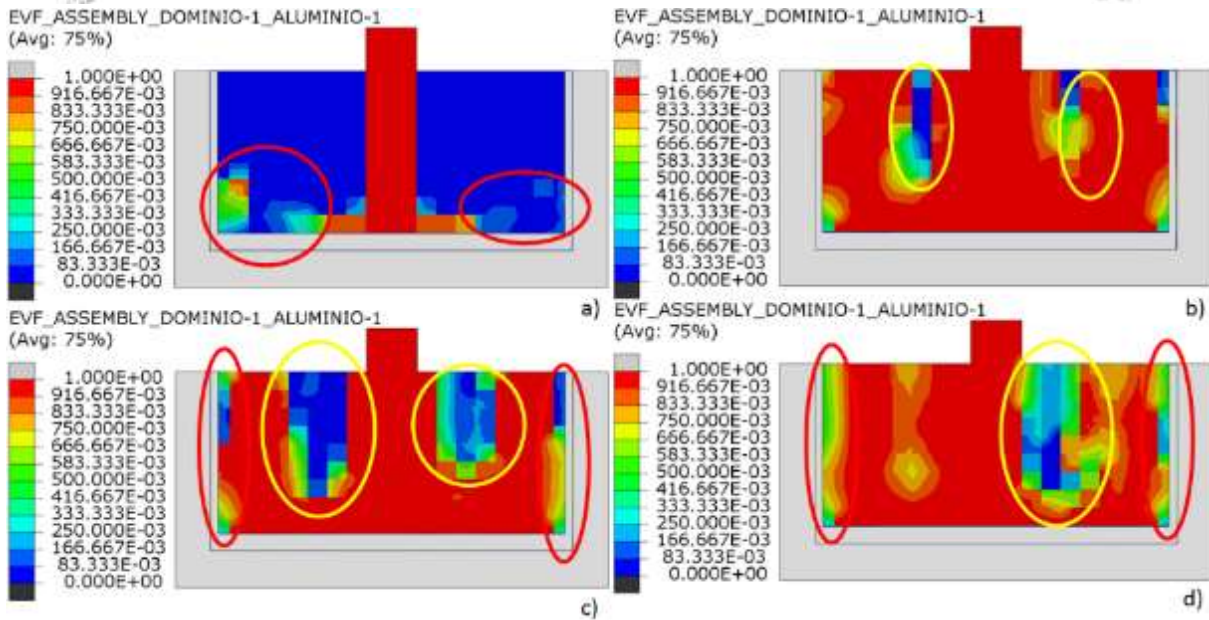 EVF_ASSEMBLY_DOMINIO-1_ALUMINIO-1
(Avg: 75%)
1.000E+00
916.667E-03
833.333E-03
750.000E-03
666.667E-03
583.333E-03
500.000E-03
416.667E-03
333.333E-03
250.000E-03
166.667E-03
83.333E-03
0.000E+00
a)
EVF_ASSEMBLY_DOMINIO-1_ALUMINIO-1
(Avg: 75%)
1.000E+00
916.667E-03
833.333E-03
750.000E-03
666.667E-03
583.333E-03
500.000E-03
416.667E-03
333.333E-03
250.000E-03
166.667E-03
83.333E-03
0.000E+00
b)
EVF_ASSEMBLY_DOMINIO-1_ALUMINIO-1
(Avg: 75%)
1.000E+00
916.667E-03
833.333E-03
750.000E-03
666.667E-03
583.333E-03
500.000E-03
416.667E-03
333.333E-03
250.000E-03
166.667E-03
83.333E-03
0.000E+00
c)
EVF_ASSEMBLY_DOMINIO-1_ALUMINIO-1
(Avg: 75%)
1.000E+00
916.667E-03
833.333E-03
750.000E-03
666.667E-03
583.333E-03
500.000E-03
416.667E-03
333.333E-03
250.000E-03
166.667E-03
83.333E-03
0.000E+00
d)